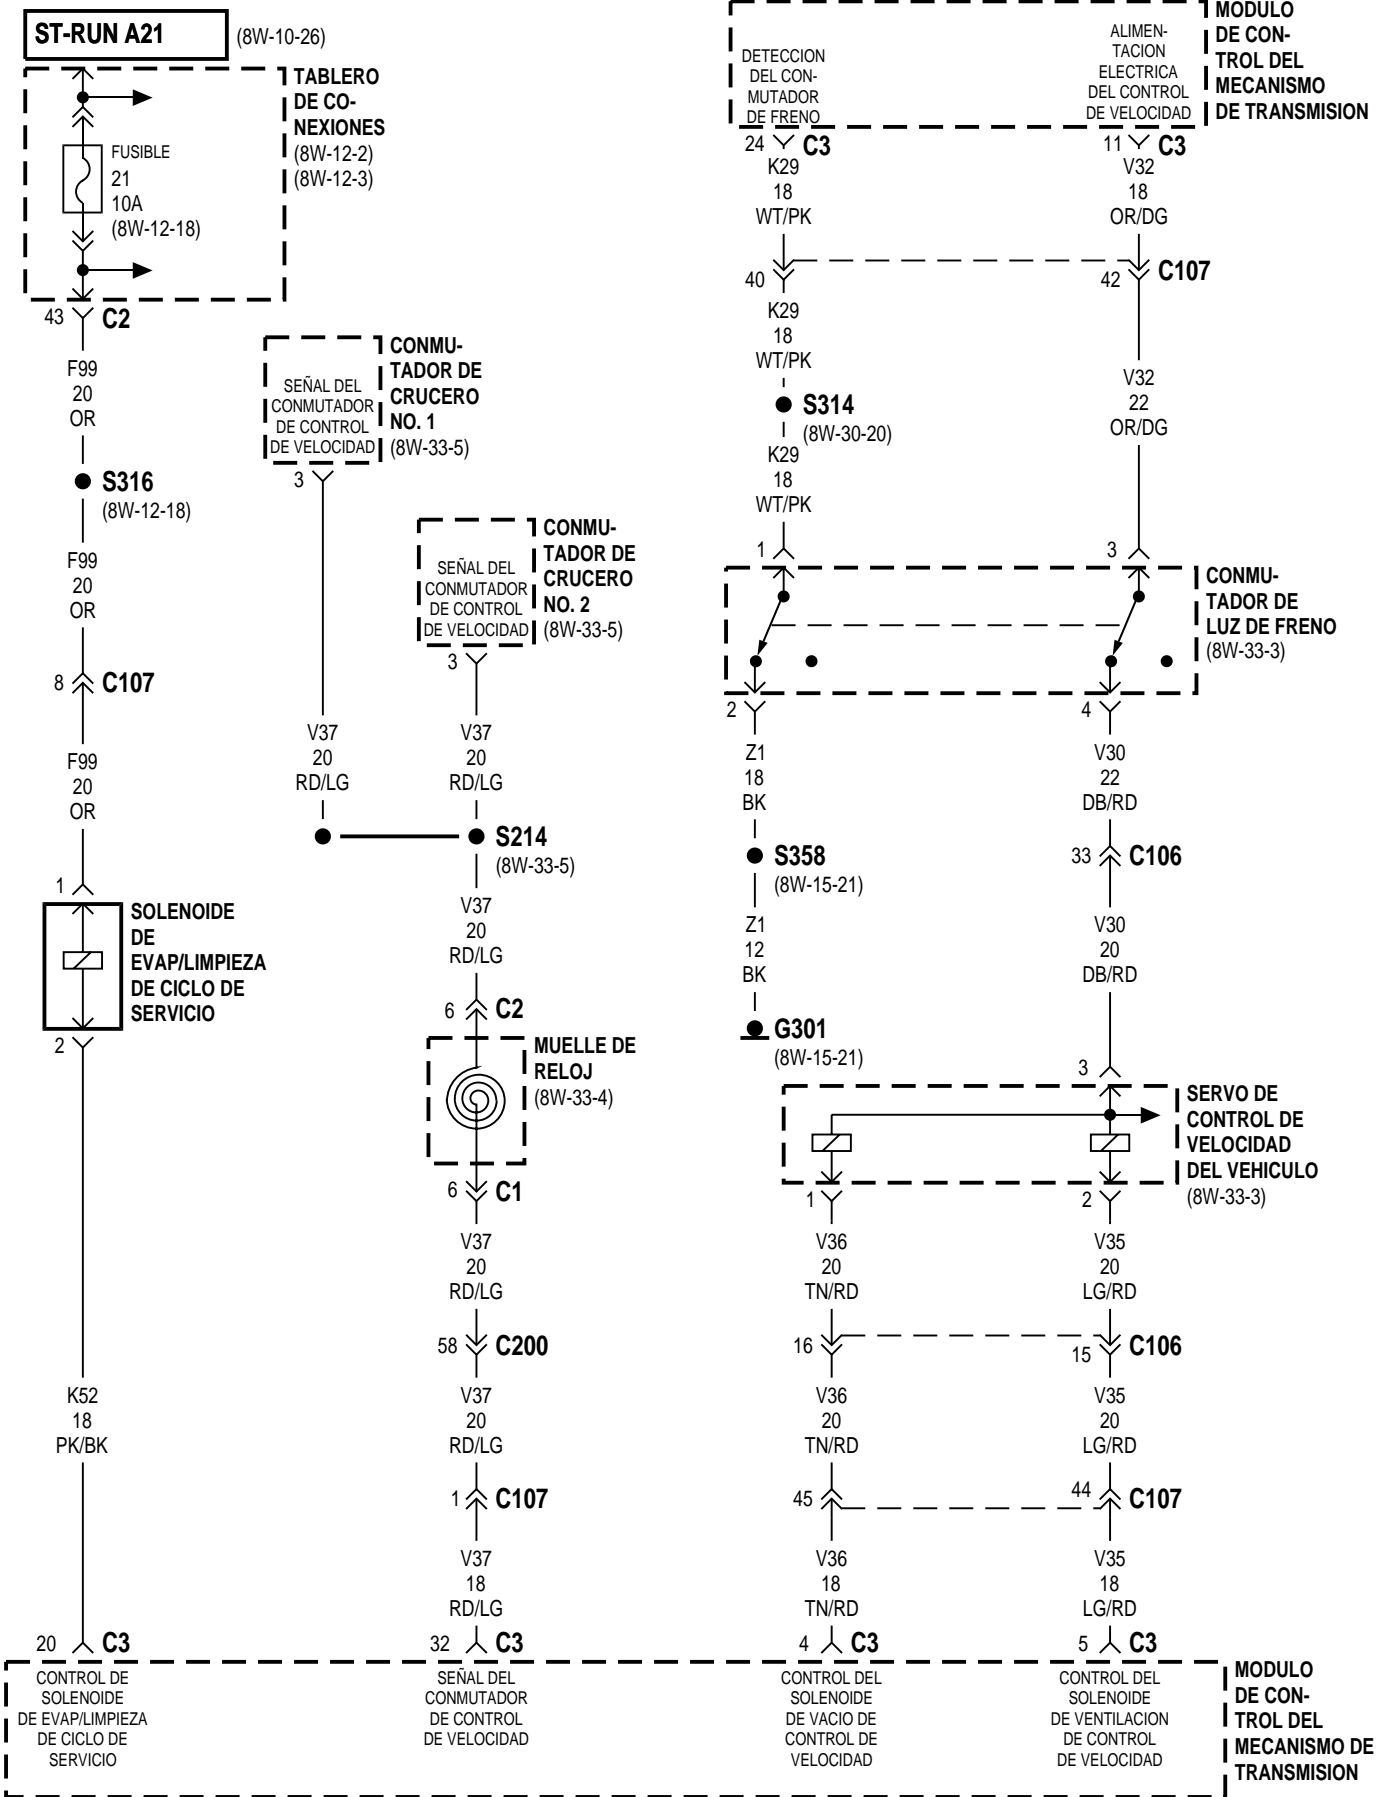 ST-RUN A21
(8W-10-26)
TABLERO
DE CO-
NEXIONES
(8W-12-2)
(8W-12-3)
FUSIBLE
21
10A
(8W-12-18)
43
C2
F99
20
OR
S316
(8W-12-18)
F99
20
OR
8
C107
F99
20
OR
1
SOLENOIDE
DE
EVAP/LIMPIEZA
DE CICLO DE
SERVICIO
2
K52
18
PK/BK
20
C3
CONMU-
TADOR DE
CRUCERO
NO. 1
(8W-33-5)
SEÑAL DEL
CONMUTADOR
DE CONTROL
DE VELOCIDAD
3
V37
20
RD/LG
CONMU-
TADOR DE
CRUCERO
NO. 2
(8W-33-5)
SEÑAL DEL
CONMUTADOR
DE CONTROL
DE VELOCIDAD
3
V37
20
RD/LG
S214
(8W-33-5)
V37
20
RD/LG
6
C2
MUELLE DE
RELOJ
(8W-33-4)
6
C1
V37
20
RD/LG
58
C200
V37
20
RD/LG
1
C107
V37
18
RD/LG
32
C3
MODULO
DE CON-
TROL DEL
MECANISMO
DE TRANSMISION
DETECCION
DEL CON-
MUTADOR
DE FRENO
ALIMEN-
TACION
ELECTRICA
DEL CONTROL
DE VELOCIDAD
24
C3
11
C3
K29
18
WT/PK
V32
18
OR/DG
40
42
C107
K29
18
WT/PK
S314
(8W-30-20)
K29
18
WT/PK
V32
22
OR/DG
1
3
CONMU-
TADOR DE
LUZ DE FRENO
(8W-33-3)
2
4
Z1
18
BK
S358
(8W-15-21)
Z1
12
BK
G301
(8W-15-21)
V30
22
DB/RD
33
C106
V30
20
DB/RD
3
SERVO DE
CONTROL DE
VELOCIDAD
DEL VEHICULO
(8W-33-3)
1
2
V36
20
TN/RD
V35
20
LG/RD
16
15
C106
V36
20
TN/RD
V35
20
LG/RD
45
44
C107
V36
18
TN/RD
V35
18
LG/RD
4
C3
5
C3
CONTROL DE
SOLENOIDE
DE EVAP/LIMPIEZA
DE CICLO DE
SERVICIO
SEÑAL DEL
CONMUTADOR
DE CONTROL
DE VELOCIDAD
CONTROL DEL
SOLENOIDE
DE VACIO DE
CONTROL DE
VELOCIDAD
CONTROL DEL
SOLENOIDE
DE VENTILACION
DE CONTROL
DE VELOCIDAD
MODULO
DE CON-
TROL DEL
MECANISMO DE
TRANSMISION